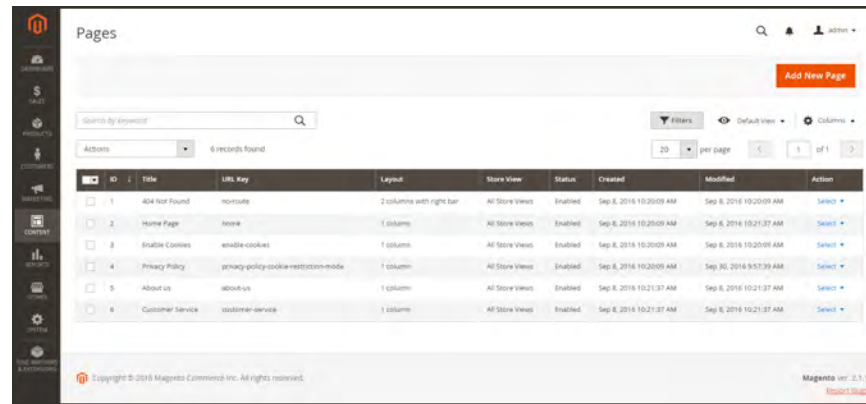 Pages
admin
DASHBOARD
SALES
PRODUCTS
CUSTOMERS
MARKETING
CONTENT
REPORTS
STORES
SYSTEM
FIND PARTNERS
& EXTENSIONS
Add New Page
Search by keyword
Filters
Default View
Columns
Actions
6 records found
20
per page
1
of 1
ID Title URL Key Layout Store View Status Created Modified Action
1 404 Not Found no-route 2 columns with right bar All Store Views Enabled Sep 8, 2016 10:20:09 AM Sep 8, 2016 10:20:09 AM Select
2 Home Page home 1 column All Store Views Enabled Sep 8, 2016 10:20:09 AM Sep 8, 2016 10:21:37 AM Select
3 Enable Cookies enable-cookies 1 column All Store Views Enabled Sep 8, 2016 10:20:09 AM Sep 8, 2016 10:20:09 AM Select
4 Privacy Policy privacy-policy-cookie-restriction-mode 1 column All Store Views Enabled Sep 8, 2016 10:20:09 AM Sep 30, 2016 9:57:39 AM Select
5 About us about-us 1 column All Store Views Enabled Sep 8, 2016 10:21:37 AM Sep 8, 2016 10:21:37 AM Select
6 Customer Service customer-service 1 column All Store Views Enabled Sep 8, 2016 10:21:37 AM Sep 8, 2016 10:21:37 AM Select
Copyright © 2016 Magento Commerce Inc. All rights reserved.
Magento ver. 2.1.
Report Bugs